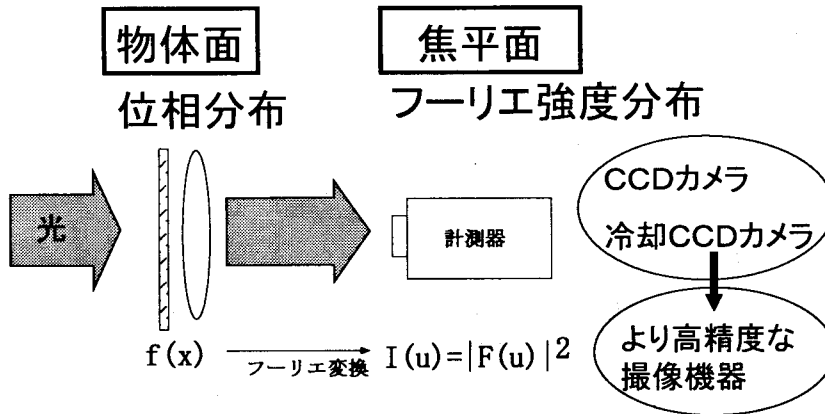 物体面
焦平面
位相分布
フーリエ強度分布
光
計測器
CCDカメラ
冷却CCDカメラ
より高精度な
撮像機器
f(x)
フーリエ変換
I(u)=|F(u)|²